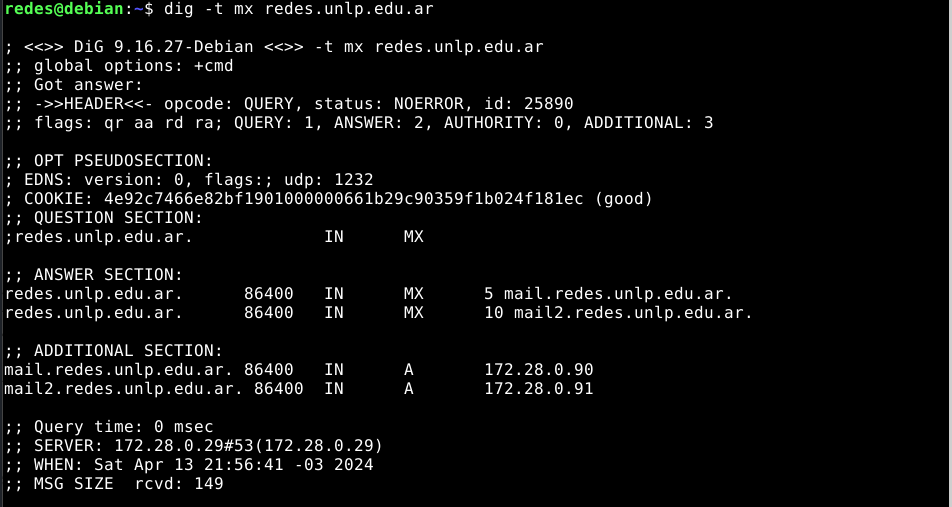 redes@debian:~$ dig -t mx redes.unlp.edu.ar
; <<>> DiG 9.16.27-Debian <<>> -t mx redes.unlp.edu.ar
;; global options: +cmd
;; Got answer:
;; ->>HEADER<<- opcode: QUERY, status: NOERROR, id: 25890
;; flags: qr aa rd ra; QUERY: 1, ANSWER: 2, AUTHORITY: 0, ADDITIONAL: 3
;; OPT PSEUDOSECTION:
; EDNS: version: 0, flags:; udp: 1232
; COOKIE: 4e92c7466e82bf1901000000661b29c90359f1b024f181ec (good)
;; QUESTION SECTION:
;redes.unlp.edu.ar. IN MX
;; ANSWER SECTION:
redes.unlp.edu.ar. 86400 IN MX 5 mail.redes.unlp.edu.ar.
redes.unlp.edu.ar. 86400 IN MX 10 mail2.redes.unlp.edu.ar.
;; ADDITIONAL SECTION:
mail.redes.unlp.edu.ar. 86400 IN A 172.28.0.90
mail2.redes.unlp.edu.ar. 86400 IN A 172.28.0.91
;; Query time: 0 msec
;; SERVER: 172.28.0.29#53(172.28.0.29)
;; WHEN: Sat Apr 13 21:56:41 -03 2024
;; MSG SIZE rcvd: 149